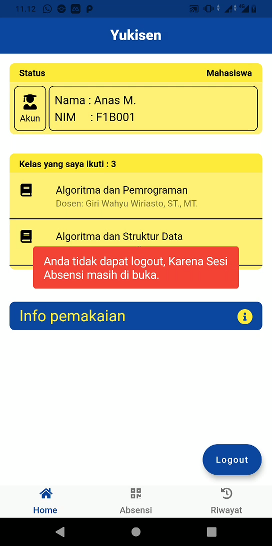 11.12
Yukisen
Status Mahasiswa
Akun
Nama : Anas M.
NIM : F1B001
Kelas yang saya ikuti : 3
Algoritma dan Pemrograman
Dosen: Giri Wahyu Wiriasto, ST., MT.
Algoritma dan Struktur Data
Anda tidak dapat logout, Karena Sesi
Absensi masih di buka.
Info pemakaian
Logout
Home Absensi Riwayat